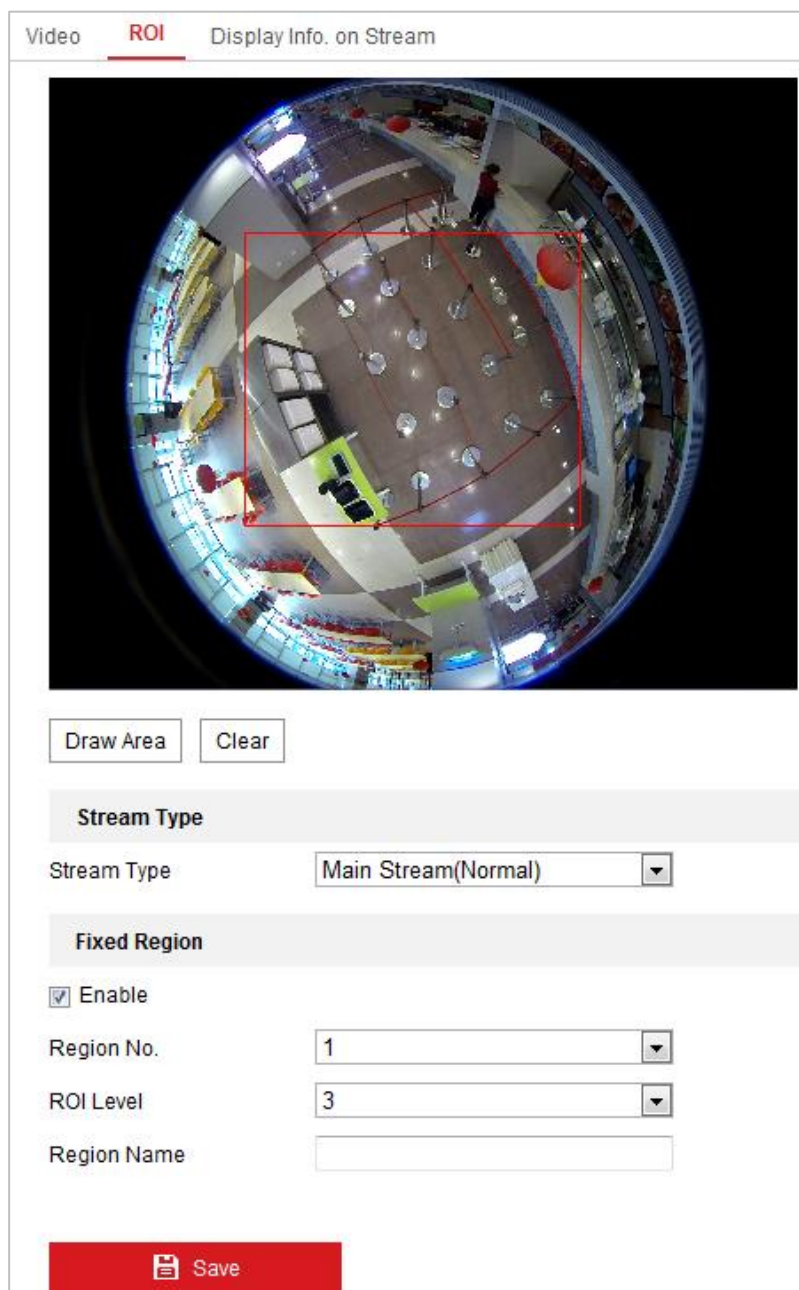 Video ROI Display Info. on Stream
Draw Area Clear
Stream Type
Stream Type Main Stream(Normal)
Fixed Region
Enable
Region No. 1
ROI Level 3
Region Name
Save